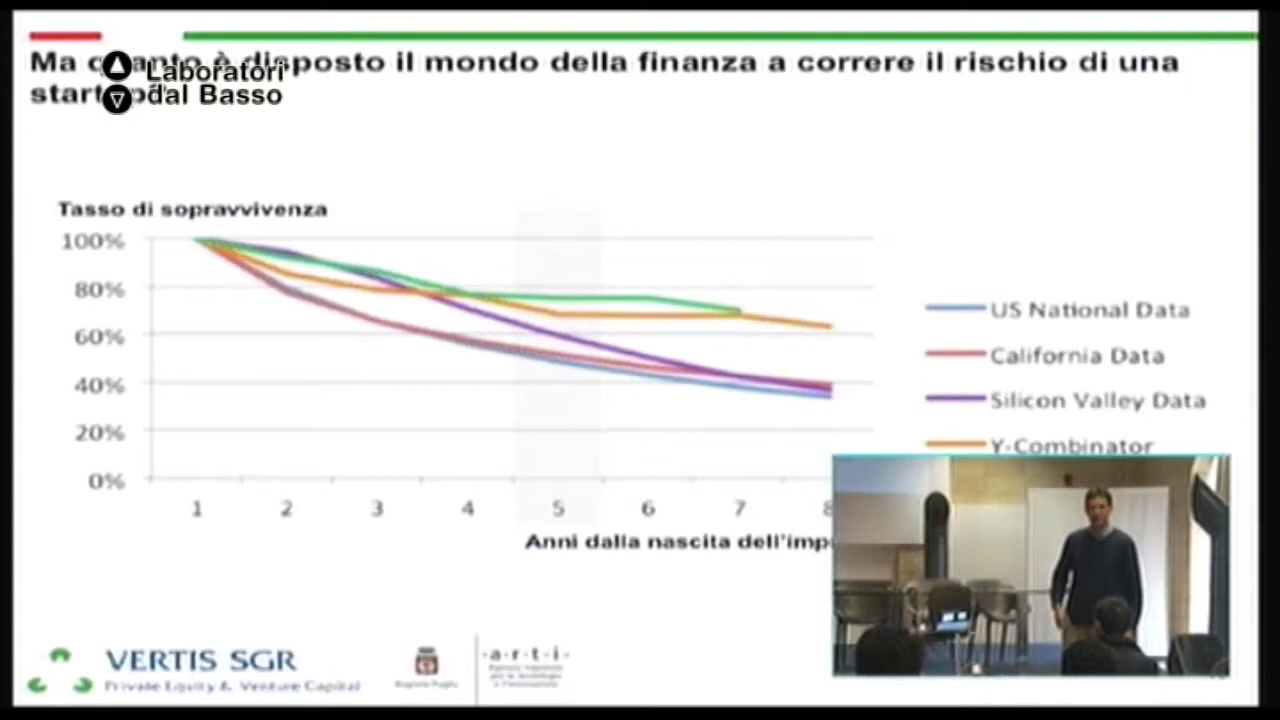 Ma quanto è disposto il mondo della finanza a correre il rischio di una
Laboratori
dal Basso
Tasso di sopravvivenza
100%
80%
60%
40%
20%
0%
1 2 3 4 5 6 7 8
Anni dalla nascita dell'imp
US National Data
California Data
Silicon Valley Data
Y-Combinator
VERTIS SGR
Private Equity & Venture Capital
Regione Puglia
·a·r·t·i·